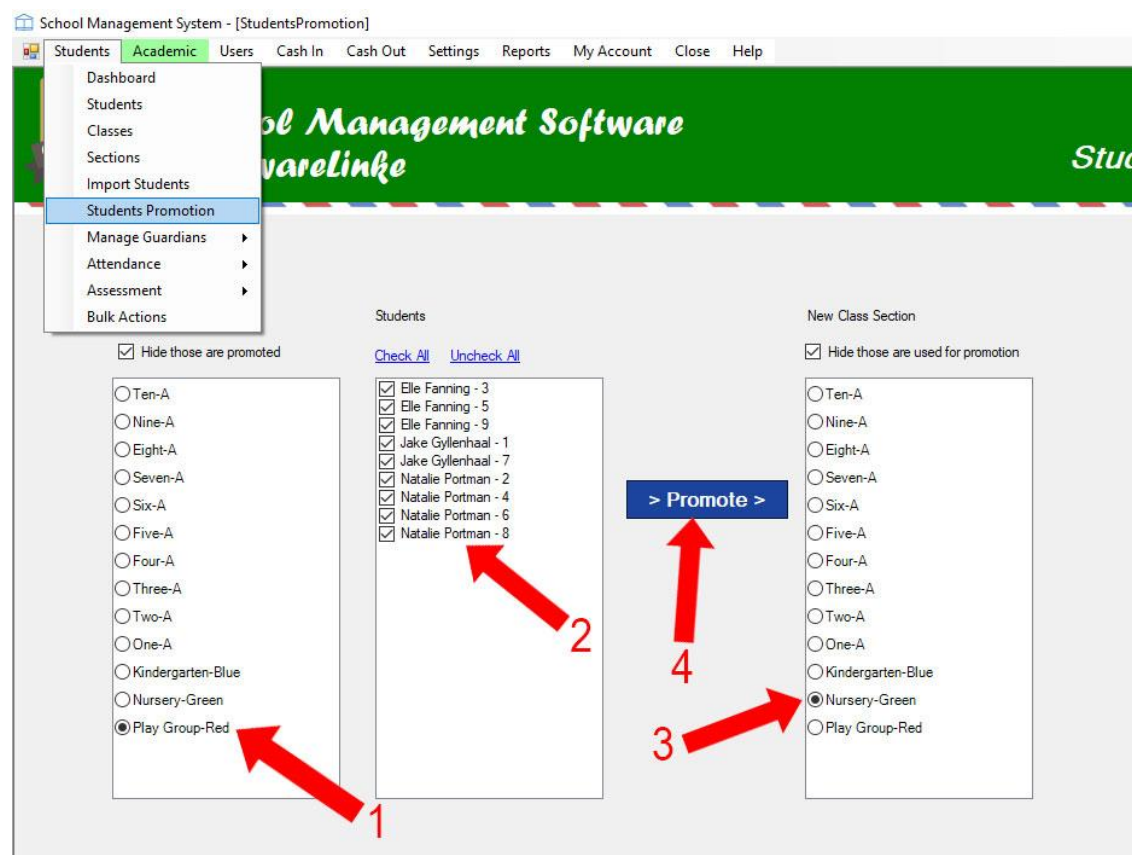 School Management System - [StudentsPromotion]
Students Academic Users Cash In Cash Out Settings Reports My Account Close Help
Dashboard
Students
Classes
Sections
Import Students
Students Promotion
Manage Guardians
Attendance
Assessment
Bulk Actions
ol Management Software
wareLinke
Stud
Students
New Class Section
Hide those are promoted
Check All Uncheck All
Hide those are used for promotion
Ten-A
Nine-A
Eight-A
Seven-A
Six-A
Five-A
Four-A
Three-A
Two-A
One-A
Kindergarten-Blue
Nursery-Green
Play Group-Red
1
Elle Fanning - 3
Elle Fanning - 5
Elle Fanning - 9
Jake Gyllenhaal - 1
Jake Gyllenhaal - 7
Natalie Portman - 2
Natalie Portman - 4
Natalie Portman - 6
Natalie Portman - 8
2
> Promote >
4
Ten-A
Nine-A
Eight-A
Seven-A
Six-A
Five-A
Four-A
Three-A
Two-A
One-A
Kindergarten-Blue
Nursery-Green
Play Group-Red
3